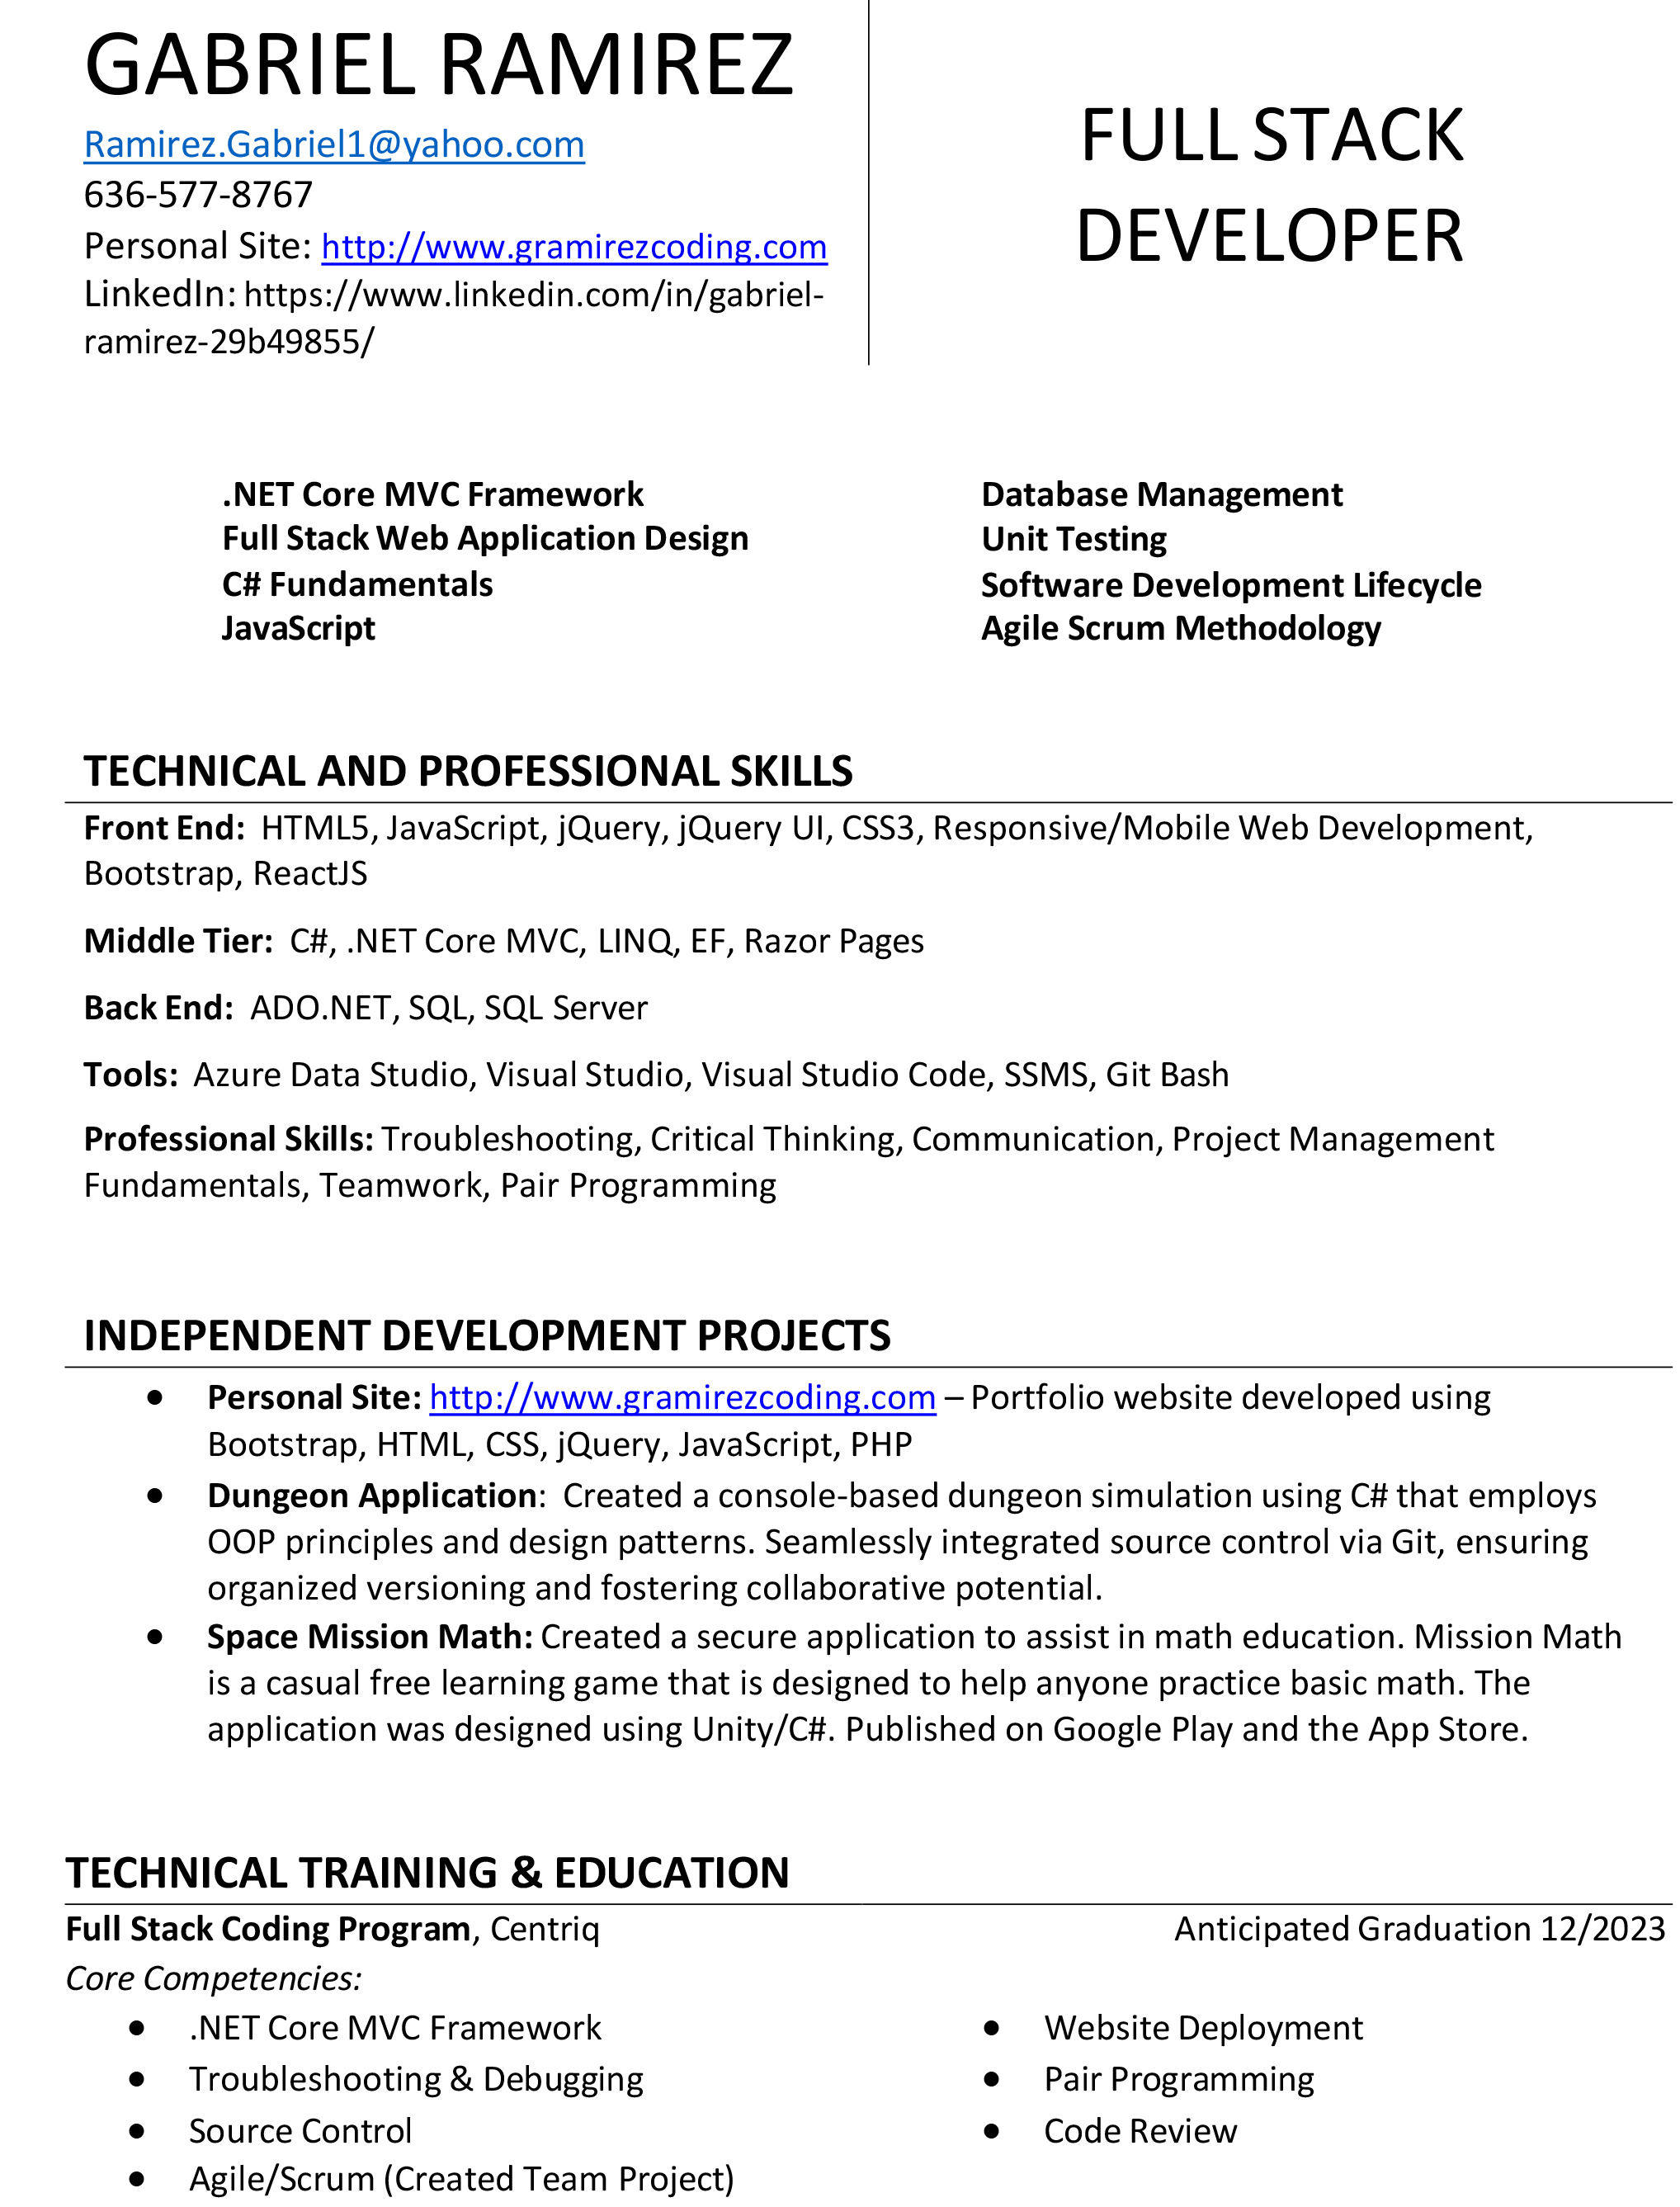 GABRIEL RAMIREZ
Ramirez.Gabriel1@yahoo.com
636-577-8767
Personal Site: http://www.gramirezcoding.com
LinkedIn: https://www.linkedin.com/in/gabriel-
ramirez-29b49855/
FULL STACK
DEVELOPER
.NET Core MVC Framework
Full Stack Web Application Design
C# Fundamentals
JavaScript
Database Management
Unit Testing
Software Development Lifecycle
Agile Scrum Methodology
TECHNICAL AND PROFESSIONAL SKILLS
Front End: HTML5, JavaScript, jQuery, jQuery UI, CSS3, Responsive/Mobile Web Development,
Bootstrap, ReactJS
Middle Tier: C#, .NET Core MVC, LINQ, EF, Razor Pages
Back End: ADO.NET, SQL, SQL Server
Tools: Azure Data Studio, Visual Studio, Visual Studio Code, SSMS, Git Bash
Professional Skills: Troubleshooting, Critical Thinking, Communication, Project Management
Fundamentals, Teamwork, Pair Programming
INDEPENDENT DEVELOPMENT PROJECTS
• Personal Site: http://www.gramirezcoding.com – Portfolio website developed using
Bootstrap, HTML, CSS, jQuery, JavaScript, PHP
• Dungeon Application: Created a console-based dungeon simulation using C# that employs
OOP principles and design patterns. Seamlessly integrated source control via Git, ensuring
organized versioning and fostering collaborative potential.
• Space Mission Math: Created a secure application to assist in math education. Mission Math
is a casual free learning game that is designed to help anyone practice basic math. The
application was designed using Unity/C#. Published on Google Play and the App Store.
TECHNICAL TRAINING & EDUCATION
Full Stack Coding Program, Centriq Anticipated Graduation 12/2023
Core Competencies:
• .NET Core MVC Framework
• Troubleshooting & Debugging
• Source Control
• Agile/Scrum (Created Team Project)
• Website Deployment
• Pair Programming
• Code Review